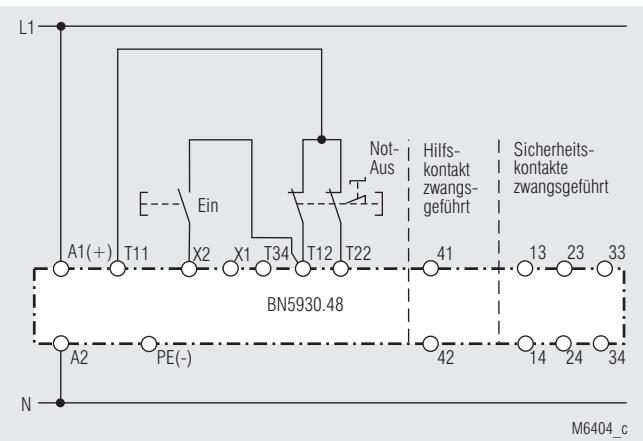 L1
Not-
Aus
Hilfs-
kontakt
zwangs-
geführt
Sicherheits-
kontakte
zwangsgeführt
Ein
A1(+) T11 X2 X1 T34 T12 T22 41 13 23 33
BN5930.48
A2 PE(-) 42 14 24 34
N
M6404_c